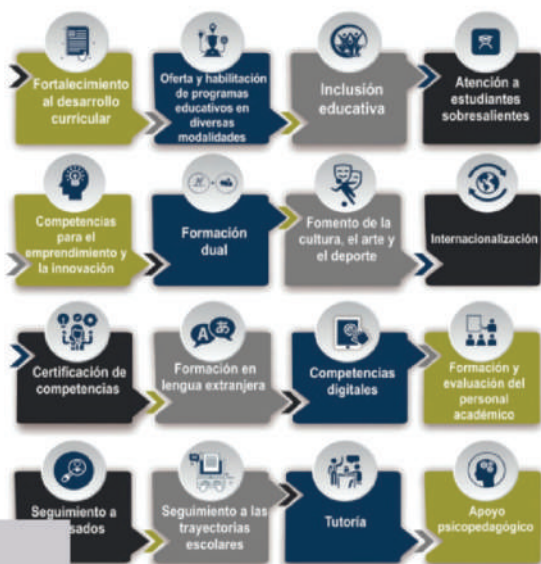 Fortalecimiento
al desarrollo
curricular
Oferta y habilitación
de programas
educativos en
diversas
modalidades
Inclusión
educativa
Atención a
estudiantes
sobresalientes
Competencias
para el
emprendimiento y
la innovación
Formación
dual
Fomento de la
cultura, el arte y
el deporte
Internacionalización
Certificación de
competencias
A あ
Formación en
lengua extranjera
Competencias
digitales
Formación y
evaluación del
personal
académico
Seguimiento a
Seguimiento a las
trayectorias
escolares
Tutoría
Apoyo
psicopedagógico